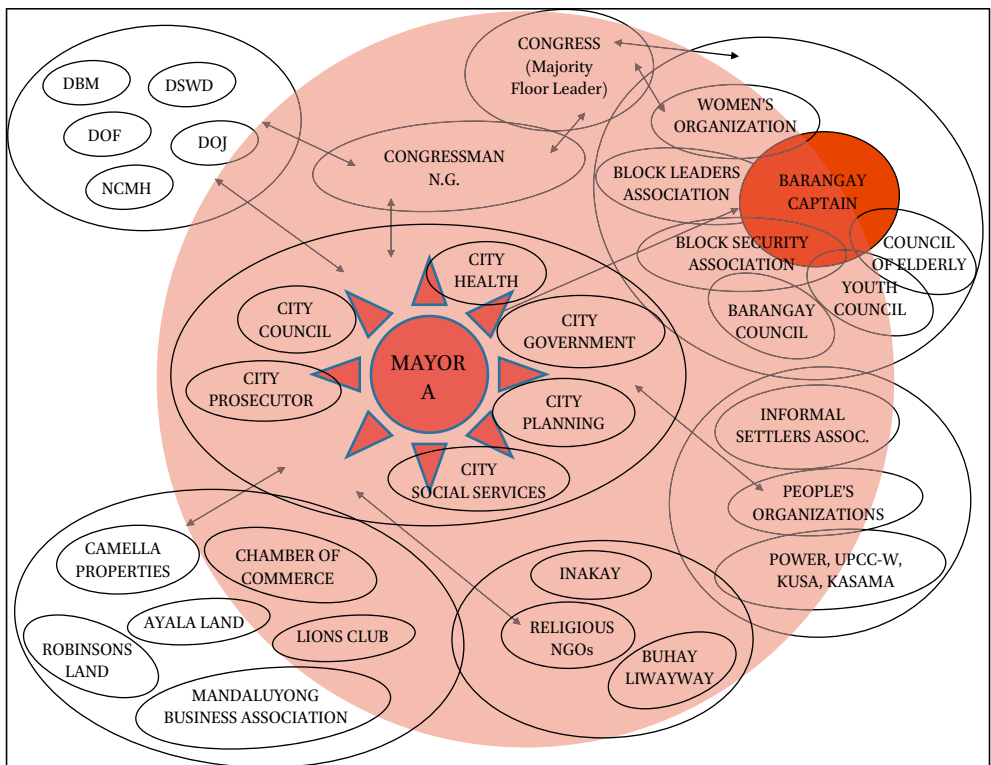 DBM
DSWD
DOF
DOJ
NCMH
CONGRESS
(Majority
Floor Leader)
CONGRESSMAN
N.G.
WOMEN'S
ORGANIZATION
BLOCK LEADERS
ASSOCIATION
BARANGAY
CAPTAIN
BLOCK SECURITY
ASSOCIATION
COUNCIL
OF ELDERLY
YOUTH
COUNCIL
BARANGAY
COUNCIL
CITY
HEALTH
CITY
COUNCIL
CITY
GOVERNMENT
MAYOR
A
CITY
PROSECUTOR
CITY
PLANNING
CITY
SOCIAL SERVICES
INFORMAL
SETTLERS ASSOC.
PEOPLE'S
ORGANIZATIONS
POWER, UPCC-W,
KUSA, KASAMA
CAMELLA
PROPERTIES
CHAMBER OF
COMMERCE
AYALA LAND
LIONS CLUB
ROBINSONS
LAND
MANDALUYONG
BUSINESS ASSOCIATION
INAKAY
RELIGIOUS
NGOs
BUHAY
LIWAYWAY